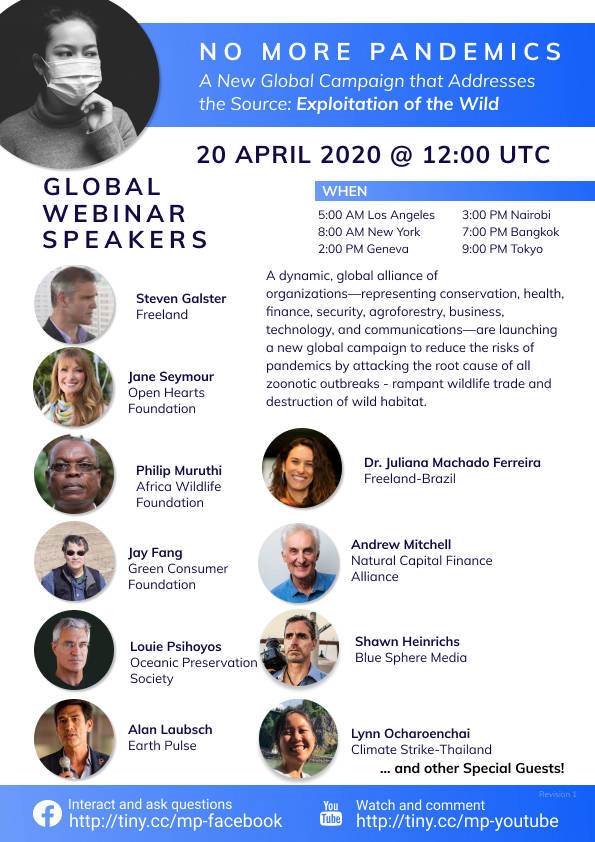 NO MORE PANDEMICS
A New Global Campaign that Addresses
the Source: Exploitation of the Wild
20 APRIL 2020 @ 12:00 UTC
GLOBAL
WEBINAR
SPEAKERS
WHEN
5:00 AM Los Angeles
8:00 AM New York
2:00 PM Geneva
3:00 PM Nairobi
7:00 PM Bangkok
9:00 PM Tokyo
A dynamic, global alliance of
organizations—representing conservation, health,
finance, security, agroforestry, business,
technology, and communications—are launching
a new global campaign to reduce the risks of
pandemics by attacking the root cause of all
zoonotic outbreaks - rampant wildlife trade and
destruction of wild habitat.
Steven Galster
Freeland
Jane Seymour
Open Hearts
Foundation
Philip Muruthi
Africa Wildlife
Foundation
Jay Fang
Green Consumer
Foundation
Louie Psihoyos
Oceanic Preservation
Society
Alan Laubsch
Earth Pulse
Dr. Juliana Machado Ferreira
Freeland-Brazil
Andrew Mitchell
Natural Capital Finance
Alliance
Shawn Heinrichs
Blue Sphere Media
Lynn Ocharoenchai
Climate Strike-Thailand
... and other Special Guests!
Revision 1
Interact and ask questions
http://tiny.cc/mp-facebook
You
Tube
Watch and comment
http://tiny.cc/mp-youtube